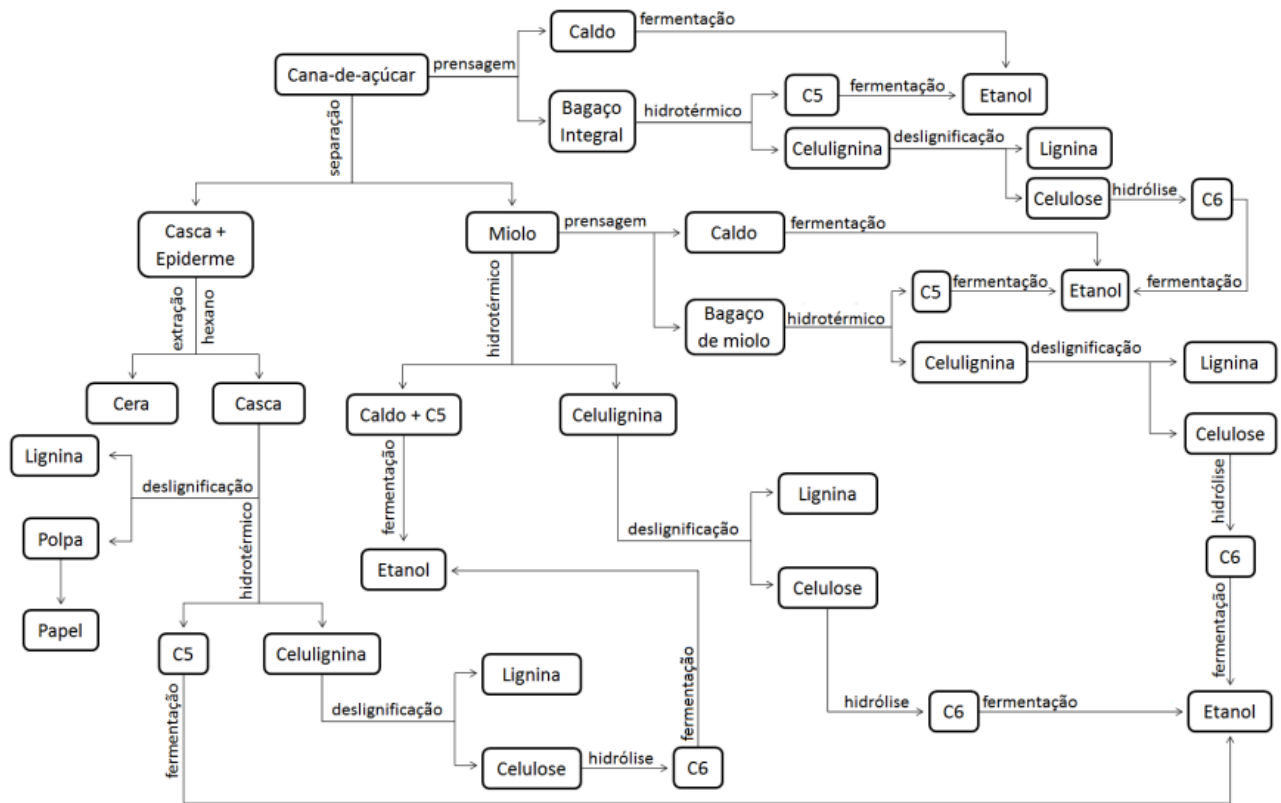 fermentação
Caldo
Cana-de-açúcar
prensagem
Bagaço
Integral
hidrotérmico
C5
fermentação
Etanol
Celulignina
deslignificação
Lignina
Celulose
hidrólise
C6
separação
Casca +
Epiderme
Miolo
prensagem
Caldo
fermentação
Etanol
fermentação
Bagaço
de miolo
hidrotérmico
C5
fermentação
Celulignina
deslignificação
Lignina
Celulose
hidrólise
C6
fermentação
Etanol
extração
hexano
hidrotérmico
Cera
Casca
Caldo + C5
Celulignina
Lignina
deslignificação
Polpa
Papel
hidrotérmico
fermentação
Etanol
deslignificação
Lignina
Celulose
hidrólise
C6
fermentação
C5
Celulignina
fermentação
deslignificação
Lignina
Celulose
hidrólise
C6
fermentação